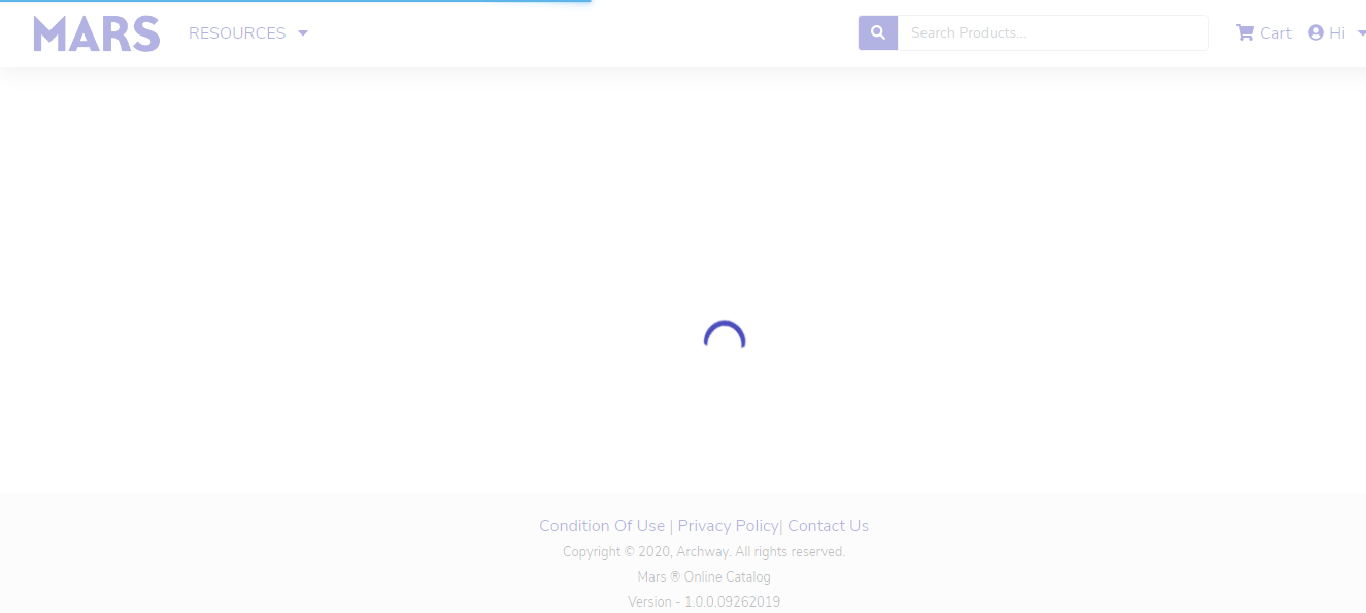 MARS RESOURCES Search Products... Cart Hi
Condition Of Use | Privacy Policy| Contact Us
Copyright © 2020, Archway. All rights reserved.
Mars ® Online Catalog
Version - 1.0.0.09262019